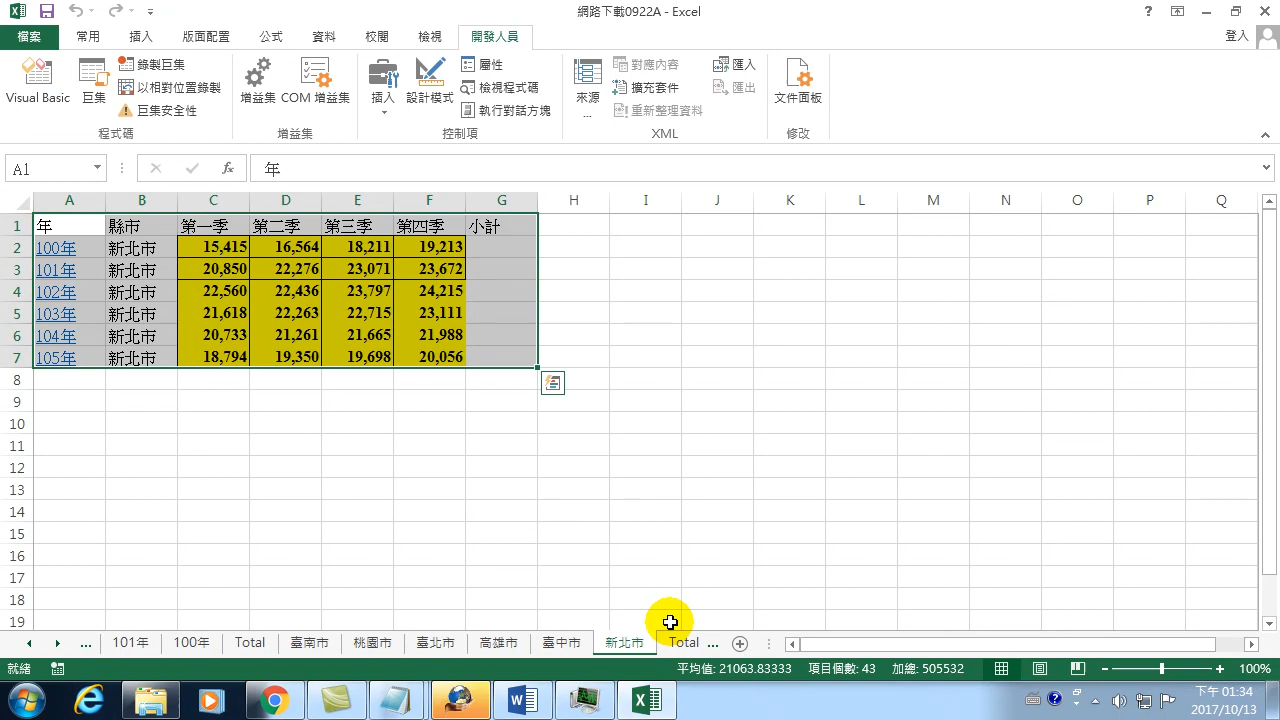 網路下載0922A - Excel
檔案 常用 插入 版面配置 公式 資料 校閱 檢視 開發人員 登入
Visual Basic 巨集 錄製巨集 以相對位置錄製 巨集安全性 程式碼
增益集 COM 增益集 增益集
插入 設計模式 屬性 檢視程式碼 執行對話方塊 控制項
來源... 對應內容 擴充套件 重新整理資料 匯入 匯出 XML
文件面板 修改
A1 fx 年
A B C D E F G H I J K L M N O P Q
1 年 縣市 第一季 第二季 第三季 第四季 小計
2 100年 新北市 15,415 16,564 18,211 19,213
3 101年 新北市 20,850 22,276 23,071 23,672
4 102年 新北市 22,560 22,436 23,797 24,215
5 103年 新北市 21,618 22,263 22,715 23,111
6 104年 新北市 20,733 21,261 21,665 21,988
7 105年 新北市 18,794 19,350 19,698 20,056
8
9
10
11
12
13
14
15
16
17
18
19
... 101年 100年 Total 臺南市 桃園市 臺北市 高雄市 臺中市 新北市 Total ...
就緒 平均值: 21063.83333 項目個數: 43 加總: 505532 100%
下午 01:34
2017/10/13